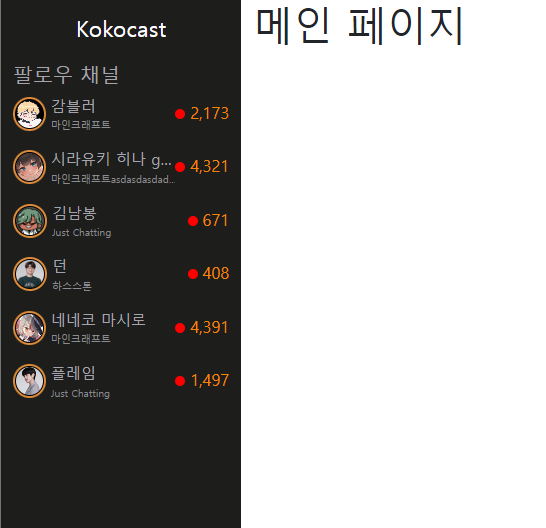 Kokocast
메인 페이지
팔로우 채널
감블러
2,173
마인크래프트
시라유키 히나 g...
4,321
마인크래프트asdasdasdad...
김남봉
671
Just Chatting
던
408
하스스톤
네네코 마시로
4,391
마인크래프트
플레임
1,497
Just Chatting